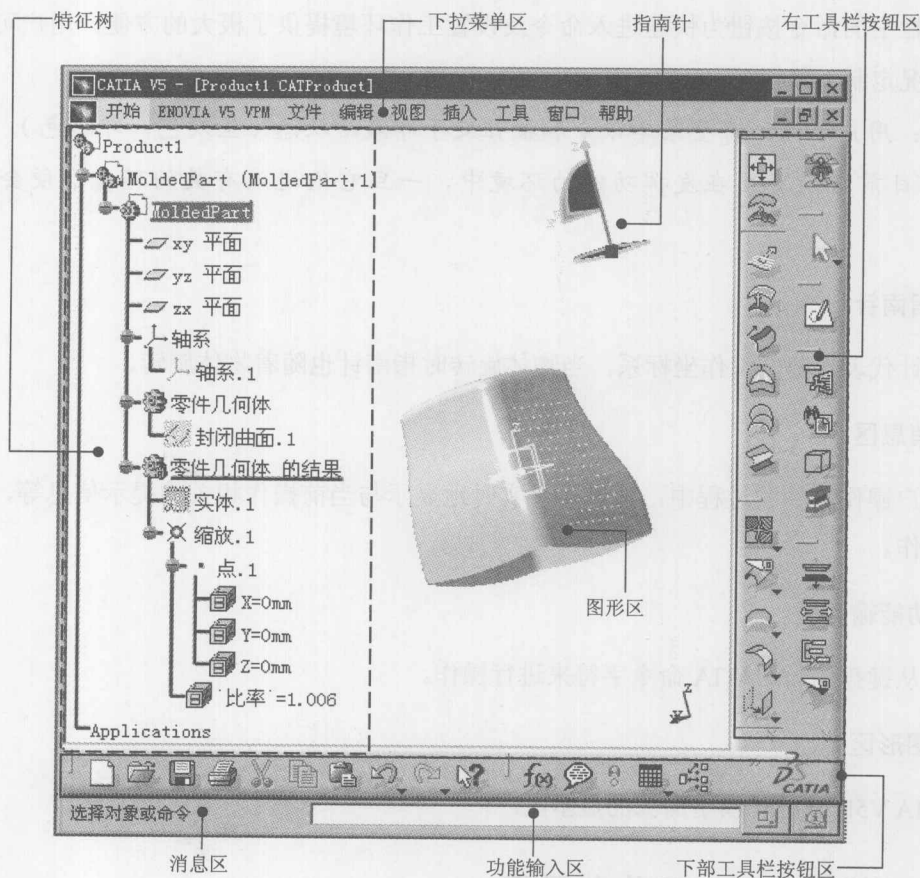 特征树 下拉菜单区 指南针 右工具栏按钮区
CATIA V5 - [Product1.CATProduct]
开始 ENOVIA V5 VPM 文件 编辑 视图 插入 工具 窗口 帮助
Product1
MoldedPart (MoldedPart.1)
MoldedPart
xy 平面
yz 平面
zx 平面
轴系
轴系.1
零件几何体
封闭曲面.1
零件几何体 的结果
实体.1
缩放.1
点.1
X=0mm
Y=0mm
Z=0mm
比率 =1.006
Applications
z
图形区
z
f(x)
?
CATIA
选择对象或命令
消息区 功能输入区 下部工具栏按钮区